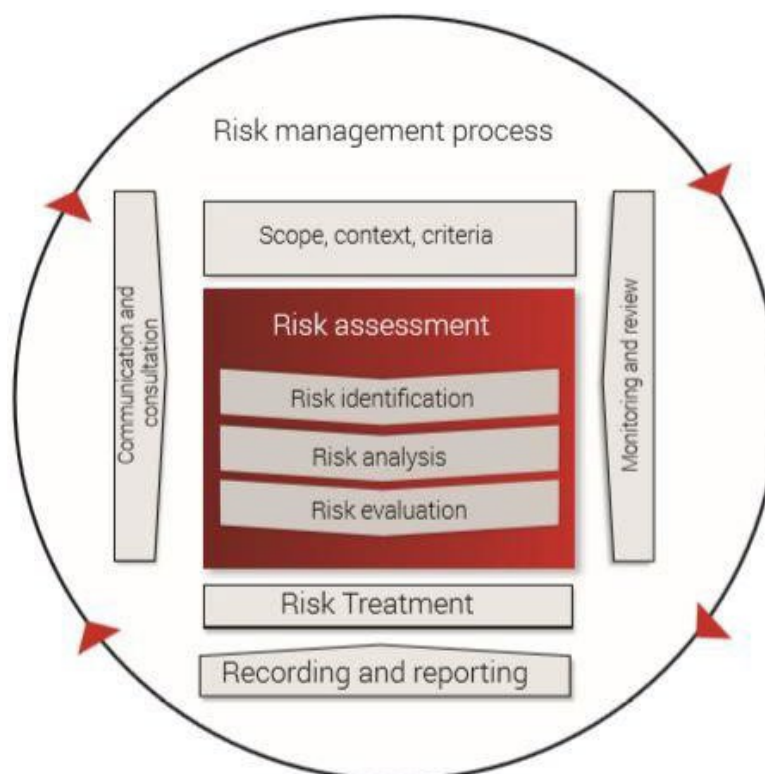 Risk management process
Scope, context, criteria
Communication and
consultation
Risk assessment
Risk identification
Risk analysis
Risk evaluation
Monitoring and review
Risk Treatment
Recording and reporting